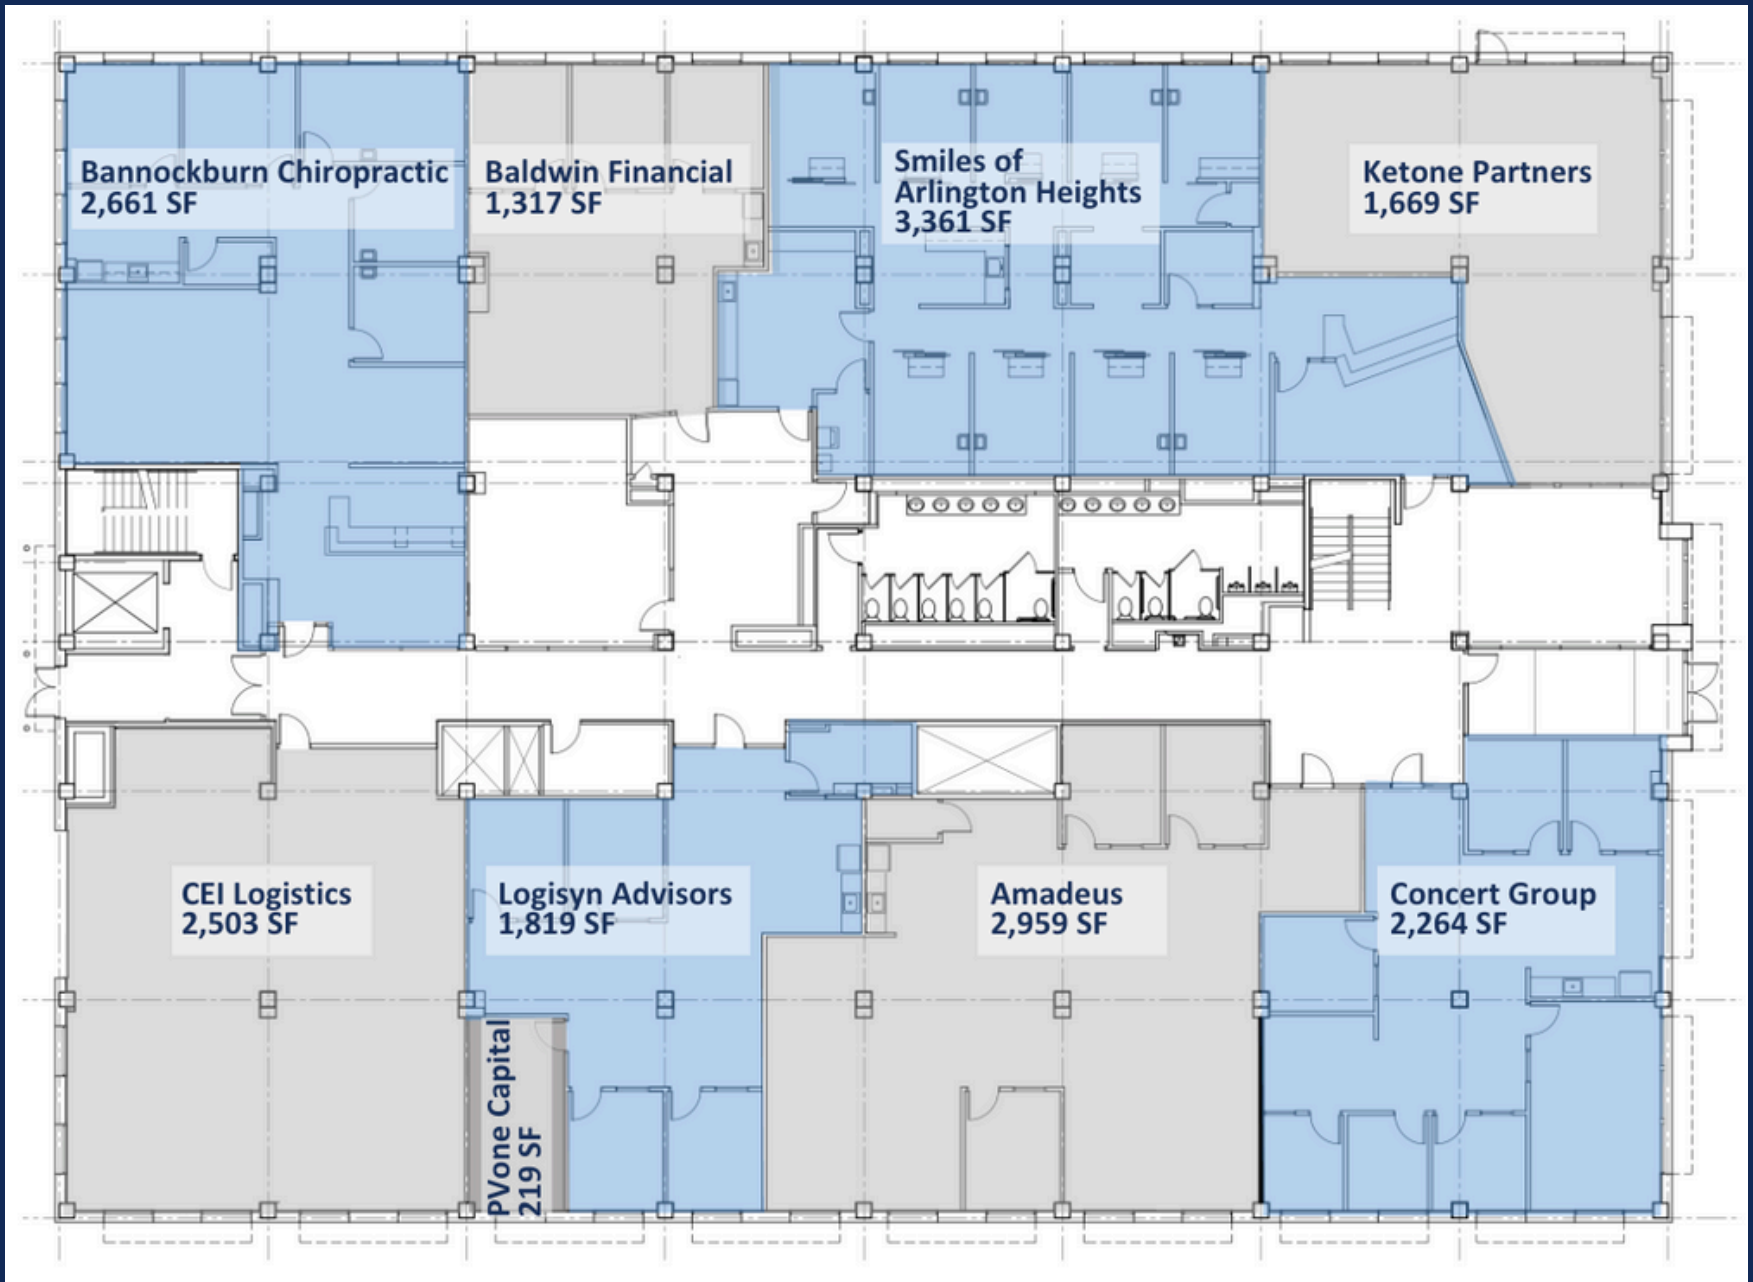 Bannockburn Chiropractic
2,661 SF
Baldwin Financial
1,317 SF
Smiles of
Arlington Heights
3,361 SF
Ketone Partners
1,669 SF
CEI Logistics
2,503 SF
Logisyn Advisors
1,819 SF
PVone Capital
219 SF
Amadeus
2,959 SF
Concert Group
2,264 SF